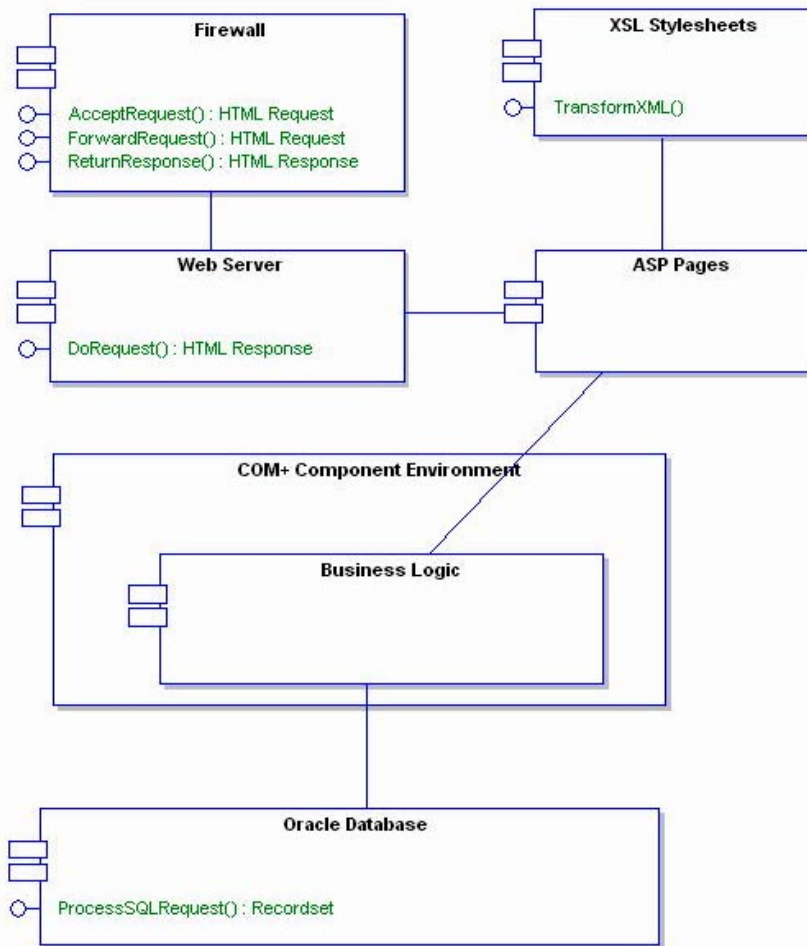 Firewall
AcceptRequest() : HTML Request
ForwardRequest() : HTML Request
ReturnResponse() : HTML Response
XSL Stylesheets
TransformXML()
Web Server
DoRequest() : HTML Response
ASP Pages
COM+ Component Environment
Business Logic
Oracle Database
ProcessSQLRequest() : Recordset